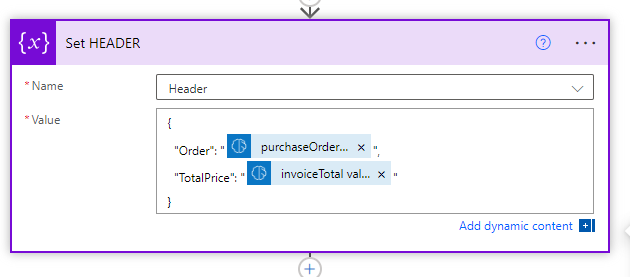 {x} Set HEADER
* Name Header
* Value
{
"Order": " purchaseOrder... × ",
"TotalPrice": " invoiceTotal val... × "
}
Add dynamic content